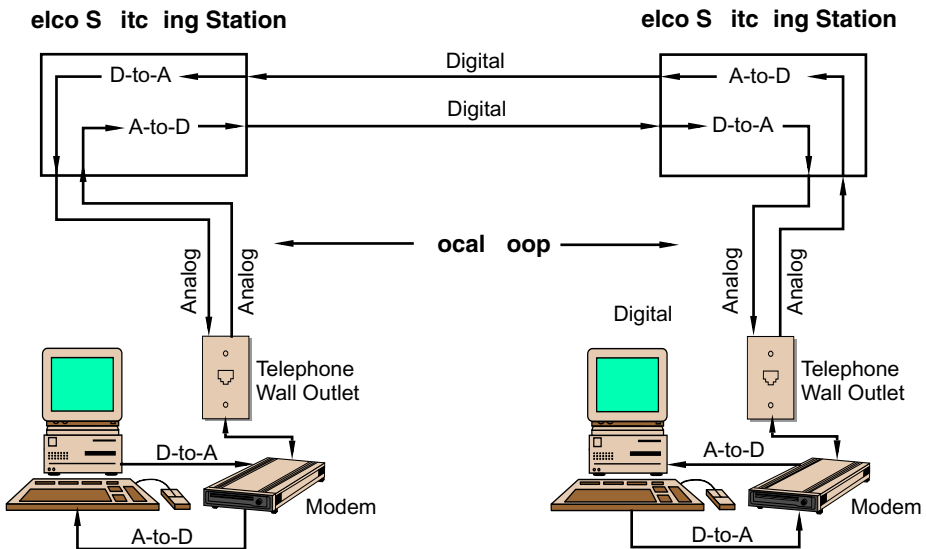 elco S itc ing Station
elco S itc ing Station
D-to-A
Digital
A-to-D
A-to-D
Digital
D-to-A
ocal oop
Analog
Analog
Analog
Analog
Digital
Telephone
Wall Outlet
Telephone
Wall Outlet
D-to-A
A-to-D
Modem
Modem
A-to-D
D-to-A